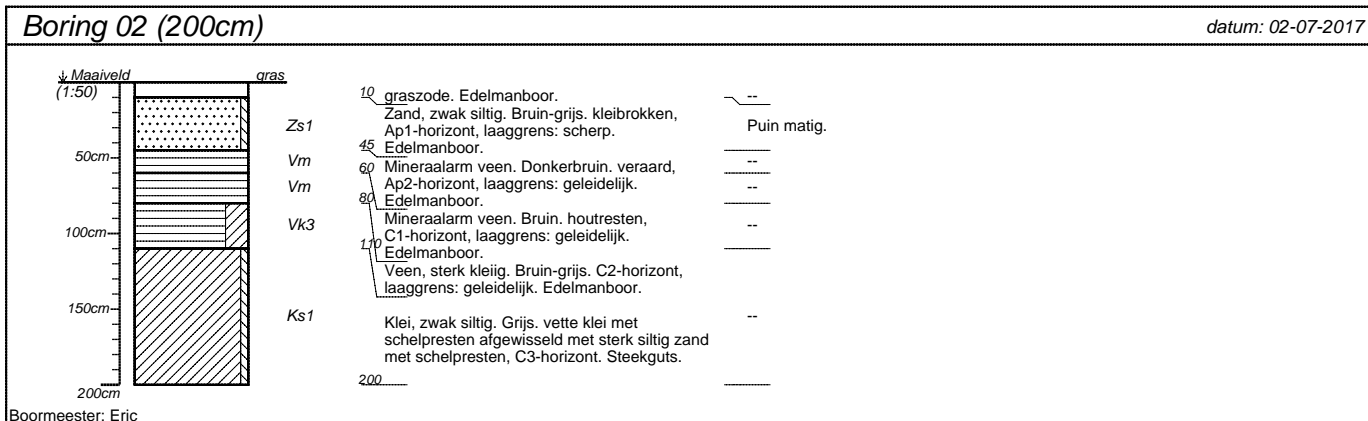 Boring 02 (200cm)
datum: 02-07-2017
Maaiveld
gras
(1:50)
10 graszode. Edelmanboor.
--
Zand, zwak siltig. Bruin-grijs. kleibrokken,
Zs1
Ap1-horizont, laaggrens: scherp.
Puin matig.
45 Edelmanboor.
50cm
Vm
Mineraalarm veen. Donkerbruin. veraard,
--
60
Ap2-horizont, laaggrens: geleidelijk.
Vm
--
80 Edelmanboor.
Mineraalarm veen. Bruin. houtresten,
Vk3
--
100cm
C1-horizont, laaggrens: geleidelijk.
110 Edelmanboor.
Veen, sterk kleiig. Bruin-grijs. C2-horizont,
laaggrens: geleidelijk. Edelmanboor.
150cm
Ks1
--
Klei, zwak siltig. Grijs. vette klei met
schelpresten afgewisseld met sterk siltig zand
met schelpresten, C3-horizont. Steekguts.
200
200cm
Boormeester: Eric